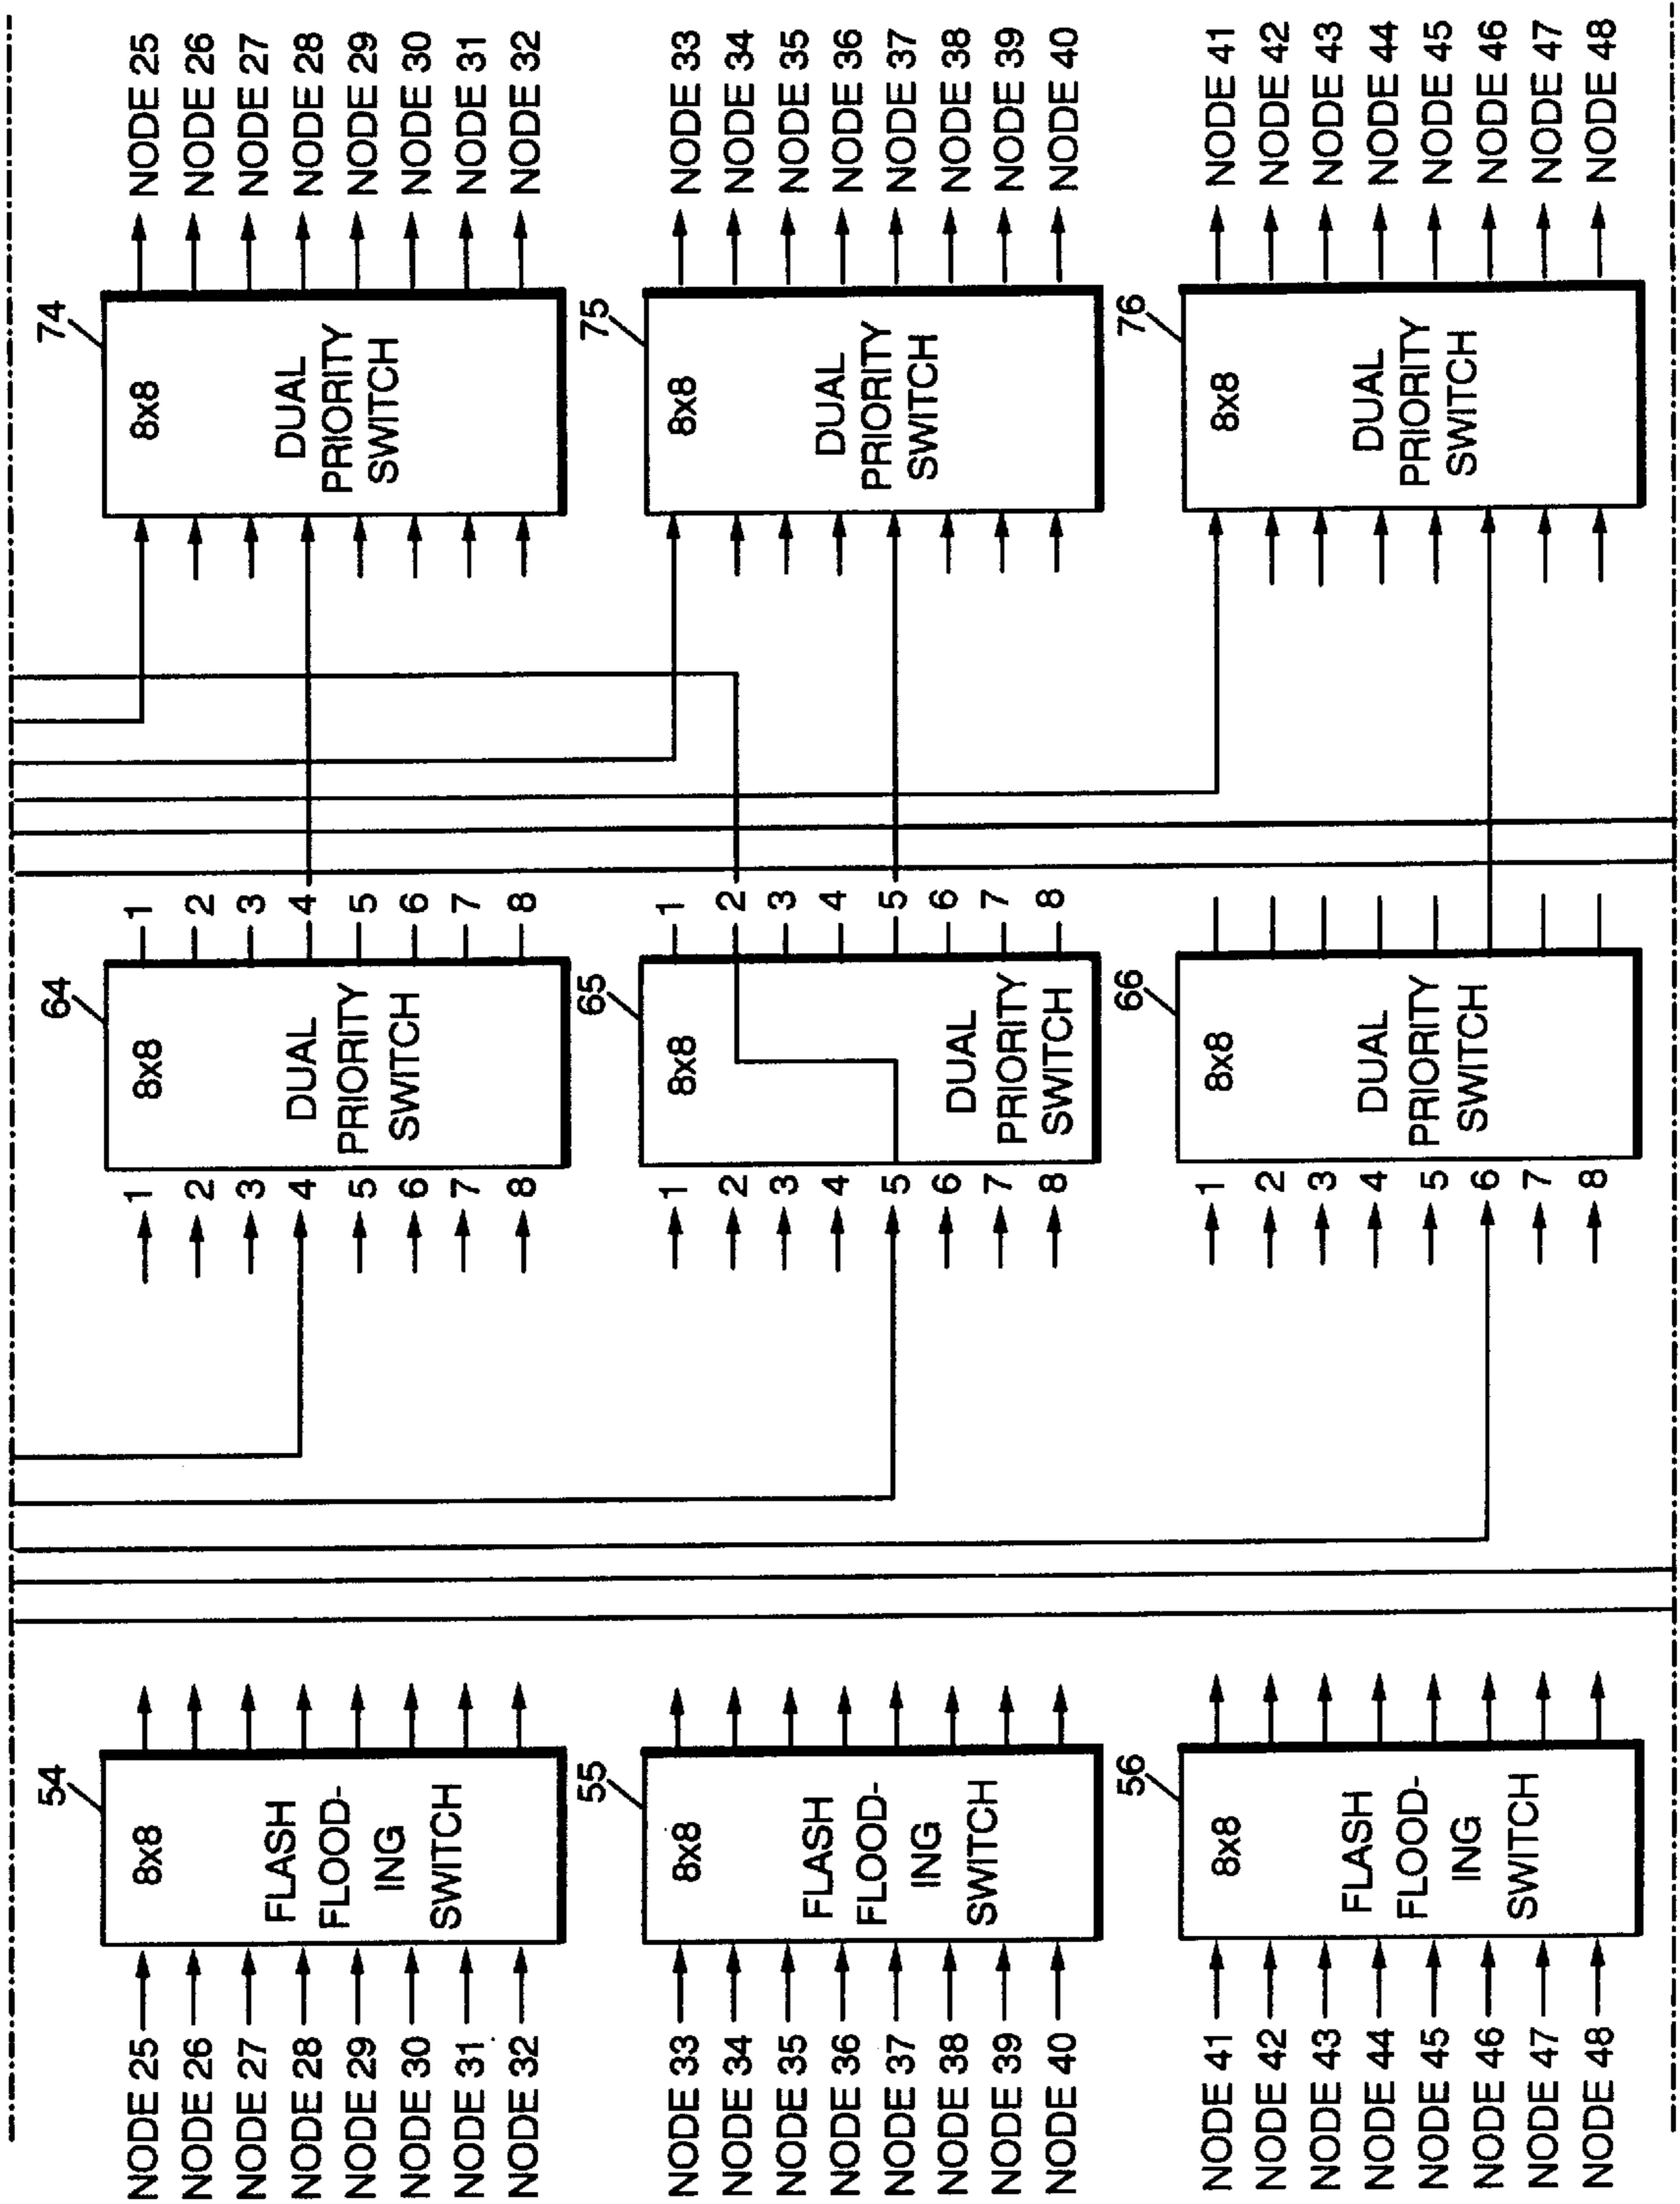 54
8x8
FLASH
FLOOD-
ING
SWITCH
NODE 25
NODE 26
NODE 27
NODE 28
NODE 29
NODE 30
NODE 31
NODE 32
64
8x8
DUAL
PRIORITY
SWITCH
1
2
3
4
5
6
7
8
1
2
3
4
5
6
7
8
74
8x8
DUAL
PRIORITY
SWITCH
NODE 25
NODE 26
NODE 27
NODE 28
NODE 29
NODE 30
NODE 31
NODE 32
55
8x8
FLASH
FLOOD-
ING
SWITCH
NODE 33
NODE 34
NODE 35
NODE 36
NODE 37
NODE 38
NODE 39
NODE 40
65
8x8
DUAL
PRIORITY
SWITCH
1
2
3
4
5
6
7
8
1
2
3
4
5
6
7
8
75
8x8
DUAL
PRIORITY
SWITCH
NODE 33
NODE 34
NODE 35
NODE 36
NODE 37
NODE 38
NODE 39
NODE 40
56
8x8
FLASH
FLOOD-
ING
SWITCH
NODE 41
NODE 42
NODE 43
NODE 44
NODE 45
NODE 46
NODE 47
NODE 48
66
8x8
DUAL
PRIORITY
SWITCH
1
2
3
4
5
6
7
8
76
8x8
DUAL
PRIORITY
SWITCH
NODE 41
NODE 42
NODE 43
NODE 44
NODE 45
NODE 46
NODE 47
NODE 48